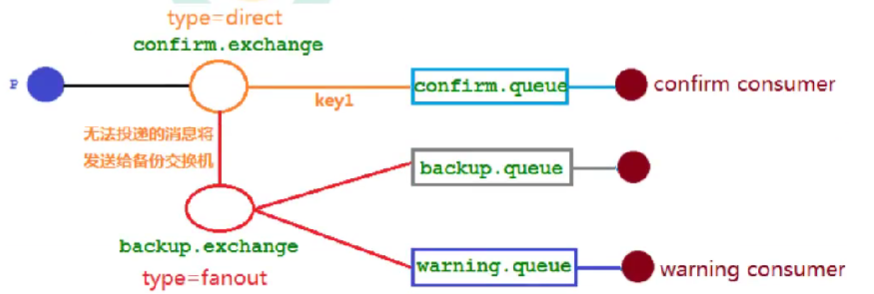 type=direct
confirm.exchange
P
key1
confirm.queue
confirm consumer
无法投递的消息将
发送给备份交换机
backup.queue
backup.exchange
type=fanout
warning.queue
warning consumer